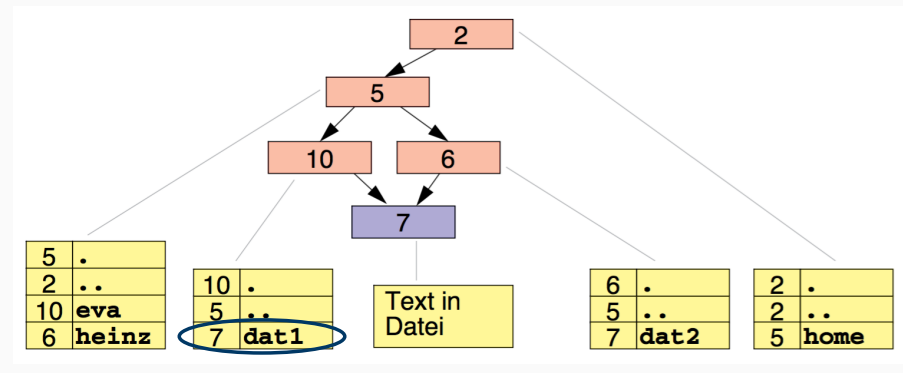 2
5
10
6
7
5 .
2 ..
10 eva
6 heinz
10 .
5 ..
7 dat1
Text in
Datei
6 .
5 ..
7 dat2
2 .
2 ..
5 home